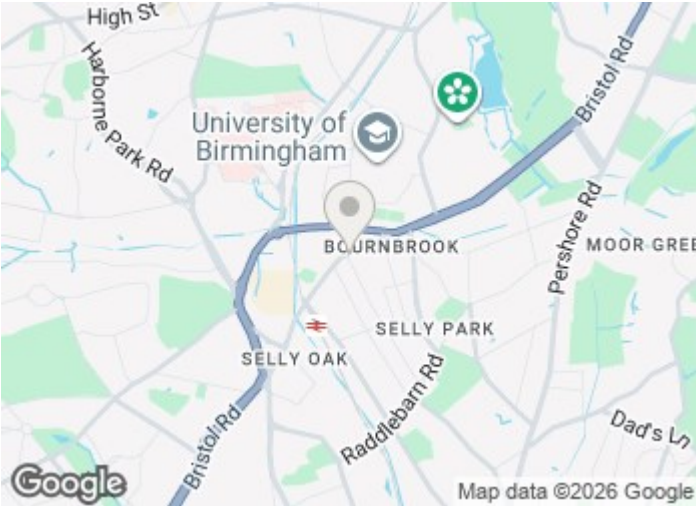 High St
Harborne Park Rd
University of
Birmingham
Bristol Rd
Pershore Rd
BOURNBROOK
MOOR GREE
SELLY PARK
SELLY OAK
Raddlebarn Rd
Dad's Ln
Bristol Rd
Google
Map data ©2026 Google